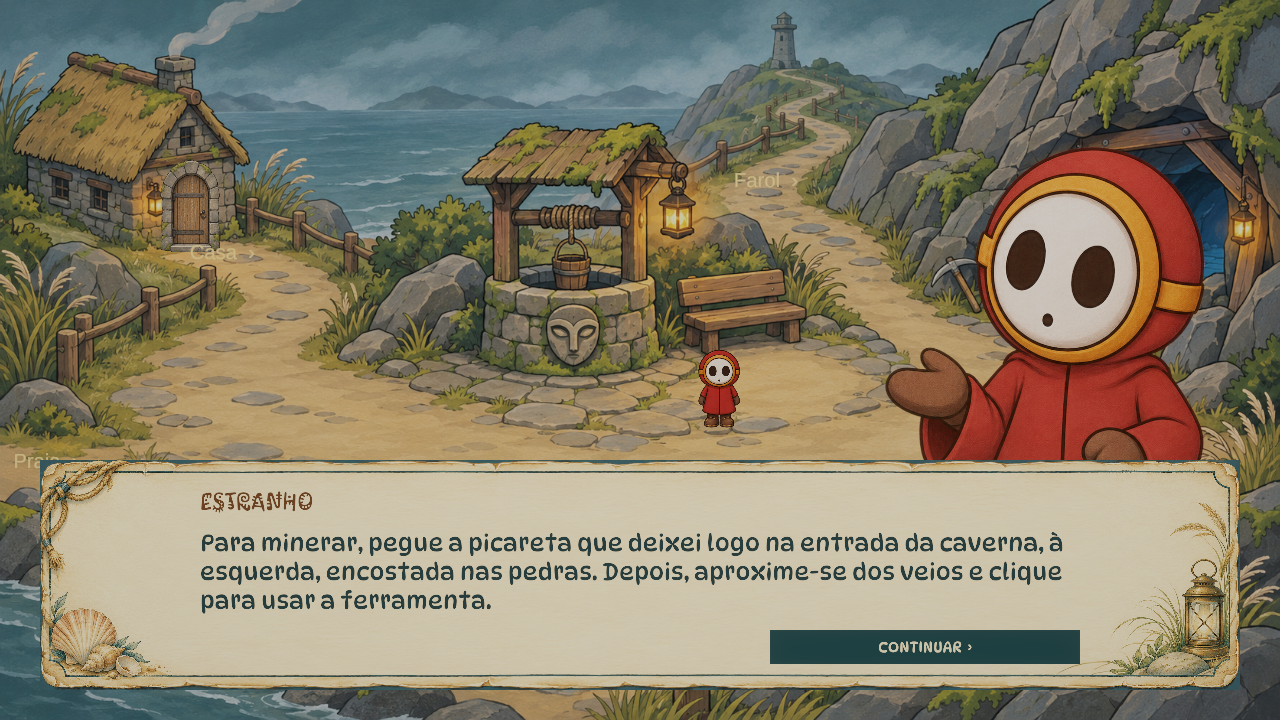 Farol ›
Casa ›
Praia
ESTRANHO
Para minerar, pegue a picareta que deixei logo na entrada da caverna, à
esquerda, encostada nas pedras. Depois, aproxime-se dos veios e clique
para usar a ferramenta.
CONTINUAR ›